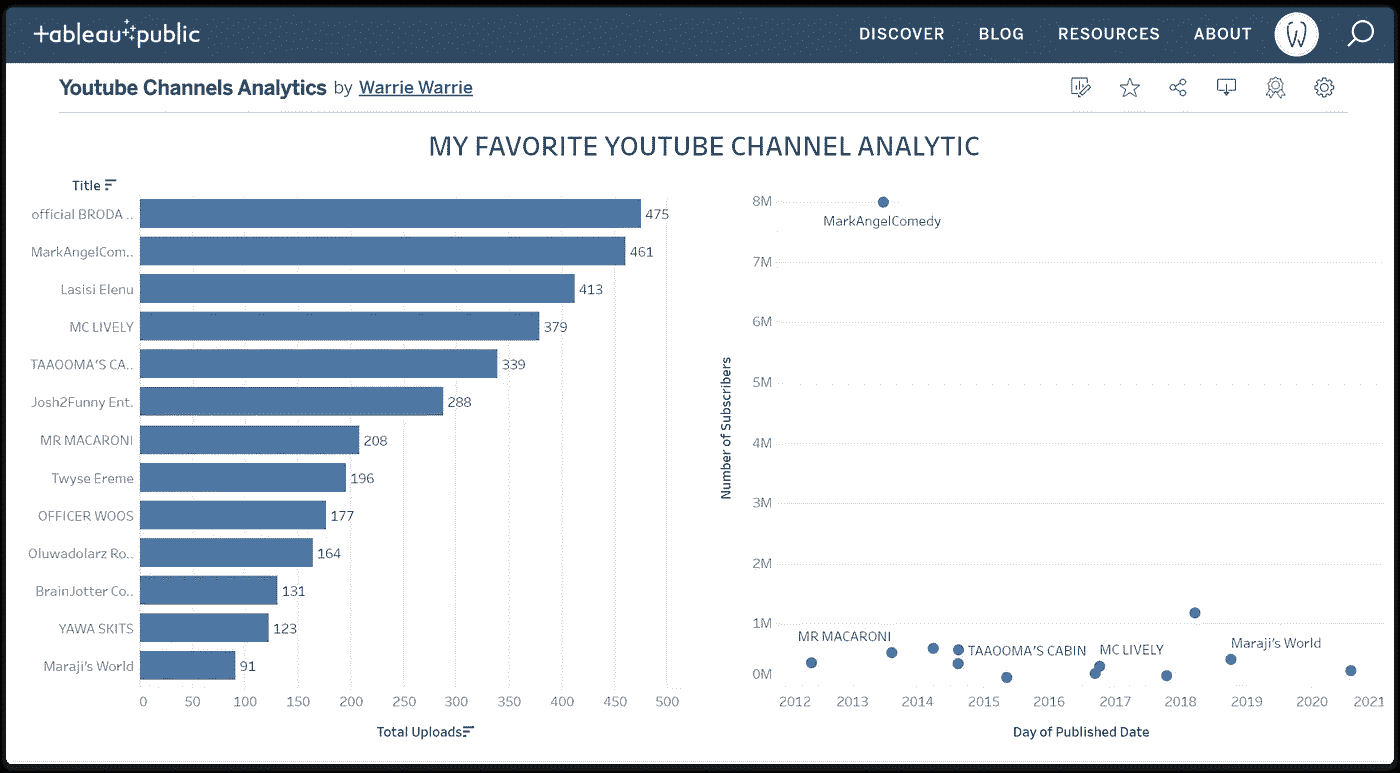 +ableau public
DISCOVER BLOG RESOURCES ABOUT
Youtube Channels Analytics by Warrie Warrie
MY FAVORITE YOUTUBE CHANNEL ANALYTIC
Title
official BRODA .. 475
MarkAngelCom.. 461
Lasisi Elenu 413
MC LIVELY 379
TAAOOMA'S CA.. 339
Josh2Funny Ent. 288
MR MACARONI 208
Twyse Ereme 196
OFFICER WOOS 177
Oluwadolarz Ro.. 164
BrainJotter Co.. 131
YAWA SKITS 123
Maraji's World 91
0 50 100 150 200 250 300 350 400 450 500
Total Uploads
Number of Subscribers
8M
MarkAngelComedy
7M
6M
5M
4M
3M
2M
1M
MR MACARONI
TAAOOMA'S CABIN
MC LIVELY
Maraji's World
0M
2012 2013 2014 2015 2016 2017 2018 2019 2020 2021
Day of Published Date